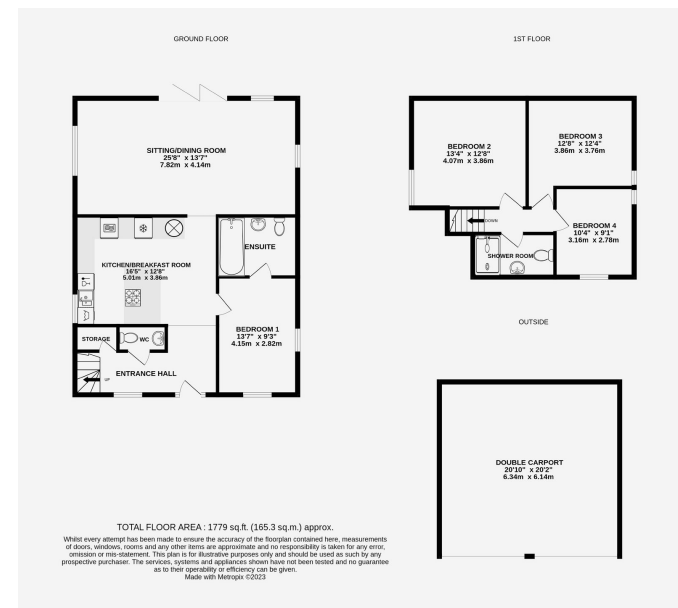 GROUND FLOOR
1ST FLOOR
SITTING/DINING ROOM
25'8" x 13'7"
7.82m x 4.14m
KITCHEN/BREAKFAST ROOM
16'5" x 12'8"
5.01m x 3.86m
ENSUITE
BEDROOM 1
13'7" x 9'3"
4.15m x 2.82m
STORAGE
WC
ENTRANCE HALL
UP
BEDROOM 2
13'4" x 12'8"
4.07m x 3.86m
BEDROOM 3
12'8" x 12'4"
3.86m x 3.76m
DOWN
BEDROOM 4
10'4" x 9'1"
3.16m x 2.78m
SHOWER ROOM
OUTSIDE
DOUBLE CARPORT
20'10" x 20'2"
6.34m x 6.14m
TOTAL FLOOR AREA : 1779 sq.ft. (165.3 sq.m.) approx.
Whilst every attempt has been made to ensure the accuracy of the floorplan contained here, measurements
of doors, windows, rooms and any other items are approximate and no responsibility is taken for any error,
omission or mis-statement. This plan is for illustrative purposes only and should be used as such by any
prospective purchaser. The services, systems and appliances shown have not been tested and no guarantee
as to their operability or efficiency can be given.
Made with Metropix ©2023